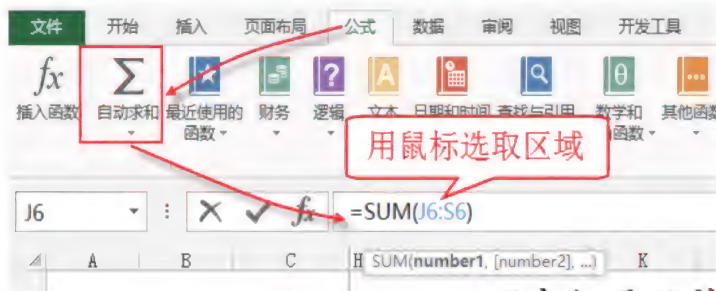 文件 开始 插入 页面布局 公式 数据 审阅 视图 开发工具
fx Σ ? A θ
插入函数 自动求和 最近使用的 财务 逻辑 文本 日期和时间 查找与引用 数学和 其他函数
函数 函数
用鼠标选取区域
J6 fx =SUM(J6:S6)
SUM(number1, [number2], ...)
A B C H K